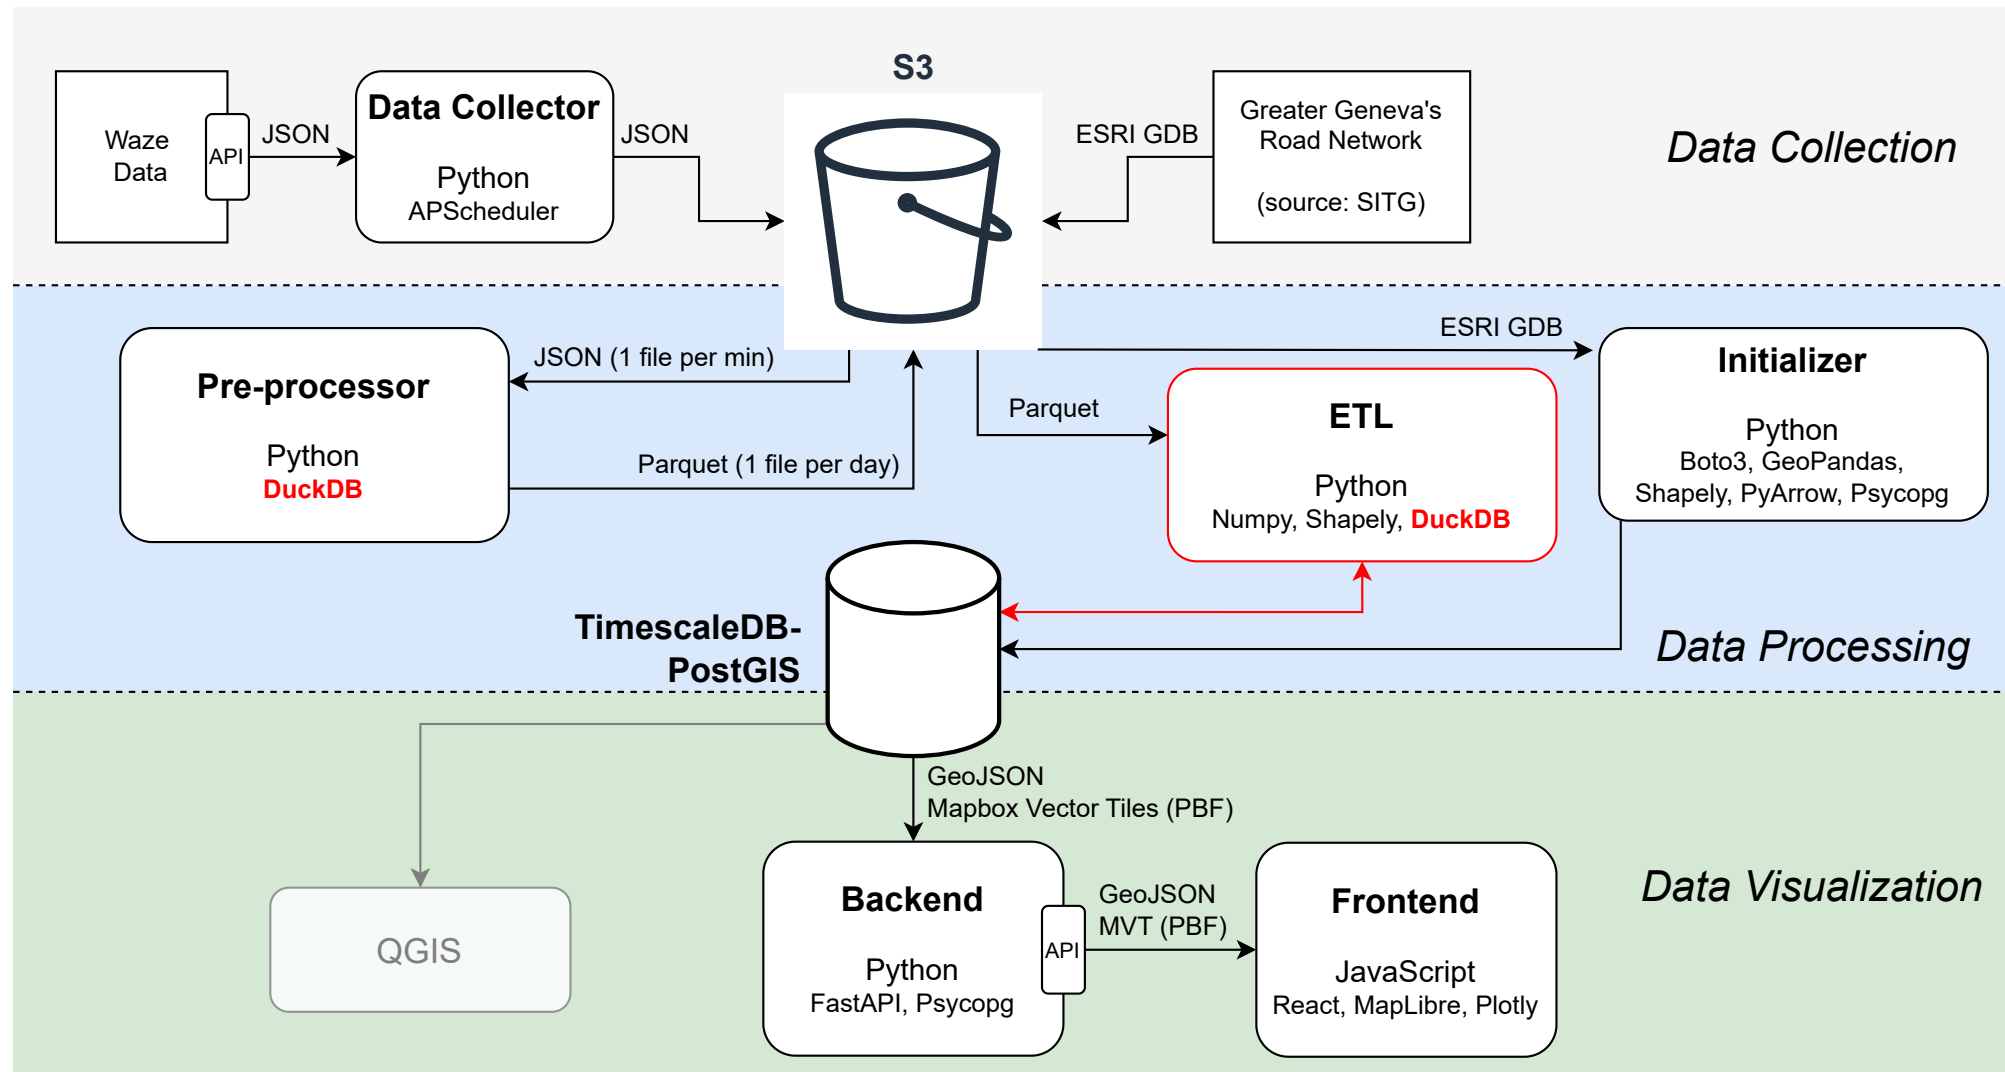 S3
Waze
Data
API
JSON
Data Collector
Python
APScheduler
JSON
ESRI GDB
Greater Geneva's
Road Network
(source: SITG)
Data Collection
Pre-processor
Python
DuckDB
JSON (1 file per min)
Parquet (1 file per day)
Parquet
ESRI GDB
ETL
Python
Numpy, Shapely, DuckDB
Initializer
Python
Boto3, GeoPandas,
Shapely, PyArrow, Psycopg
TimescaleDB-
PostGIS
Data Processing
GeoJSON
Mapbox Vector Tiles (PBF)
QGIS
Backend
Python
FastAPI, Psycopg
API
GeoJSON
MVT (PBF)
Frontend
JavaScript
React, MapLibre, Plotly
Data Visualization